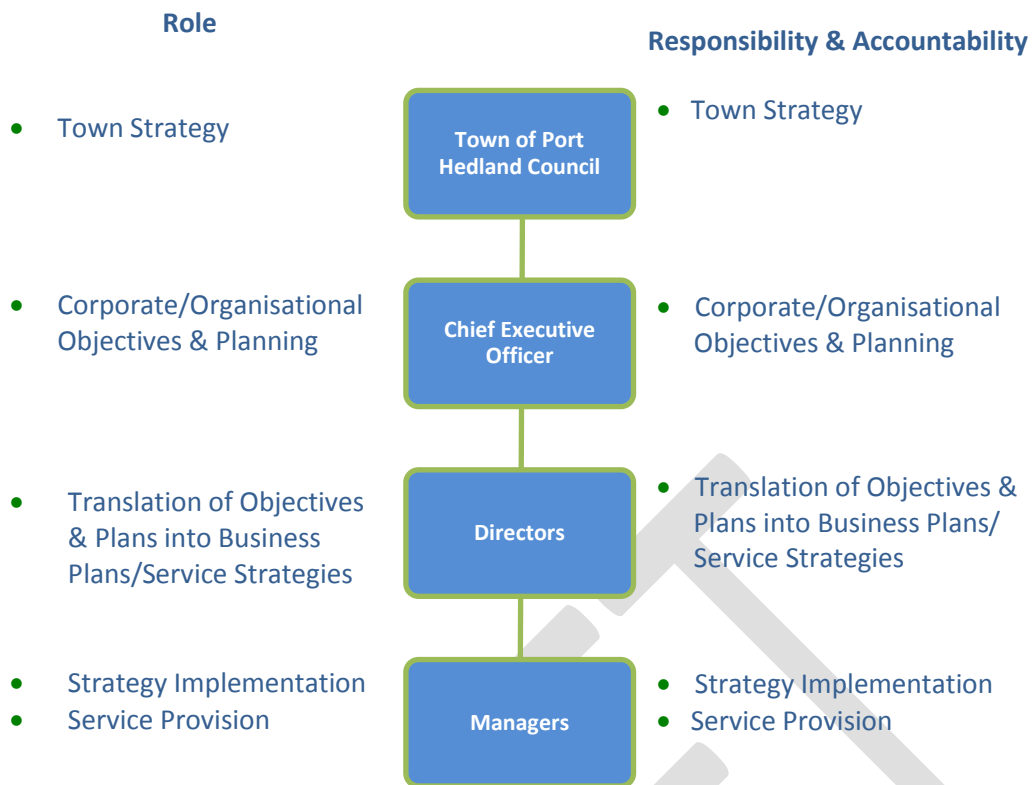 Role
Responsibility & Accountability
• Town Strategy
Town of Port
Hedland Council
• Town Strategy
• Corporate/Organisational
Objectives & Planning
Chief Executive
Officer
• Corporate/Organisational
Objectives & Planning
• Translation of Objectives
& Plans into Business
Plans/Service Strategies
Directors
• Translation of Objectives &
Plans into Business Plans/
Service Strategies
• Strategy Implementation
• Service Provision
Managers
• Strategy Implementation
• Service Provision